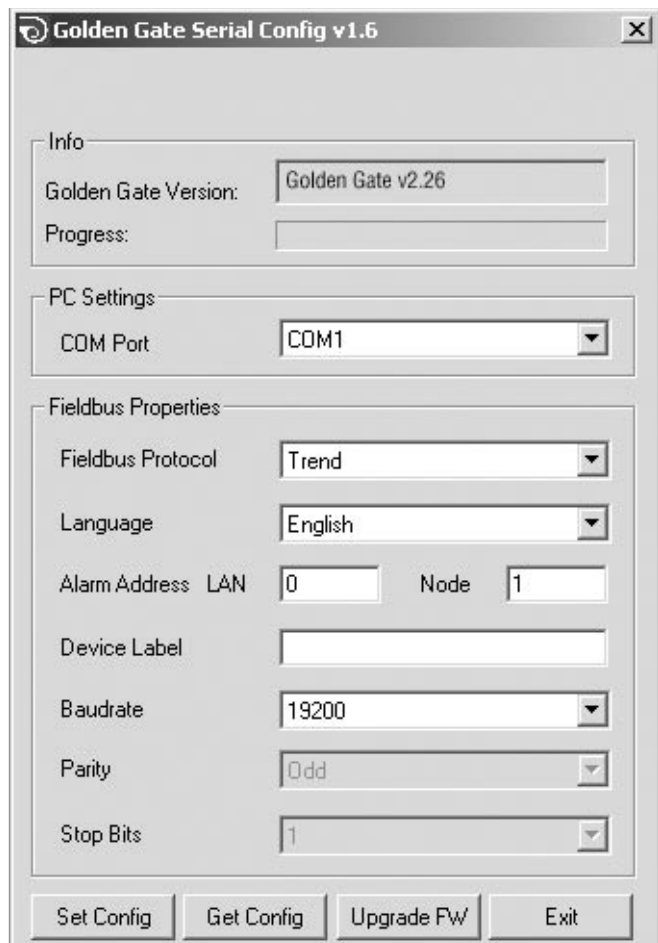 Golden Gate Serial Config v1.6
Info
Golden Gate Version: Golden Gate v2.26
Progress:
PC Settings
COM Port COM1
Fieldbus Properties
Fieldbus Protocol Trend
Language English
Alarm Address LAN 0 Node 1
Device Label
Baudrate 19200
Parity Odd
Stop Bits 1
Set Config Get Config Upgrade FW Exit